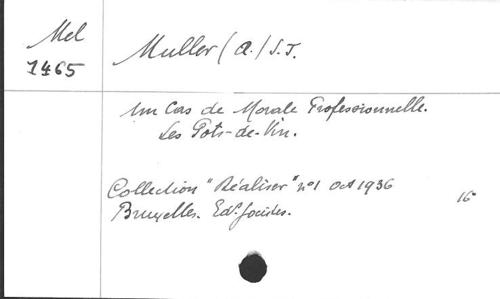 Mel
1465
Muller (A.) S.J.
Un Cas de Morale Professionnelle.
Les Pots-de-Vin.
Collection "Réaliser" n°1 Oct 1936
16°
Bruxelles. Ed. Jocistes.